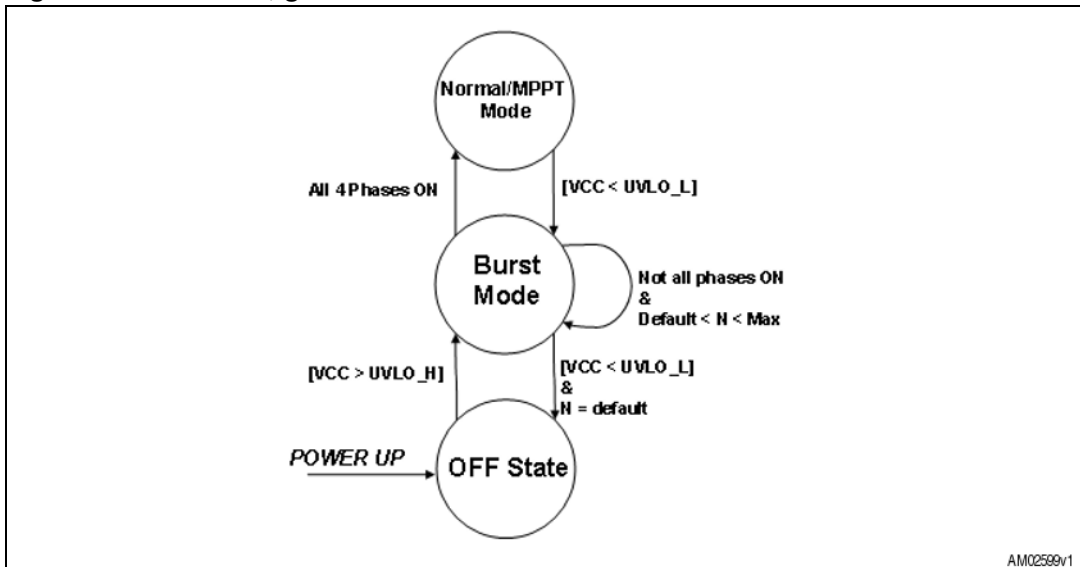 Normal/MPPT
Mode
All 4 Phases ON
[VCC < UVLO_L]
Burst
Mode
Not all phases ON
&
Default < N < Max
[VCC > UVLO_H]
[VCC < UVLO_L]
&
N = default
POWER UP
OFF State
AM02599v1